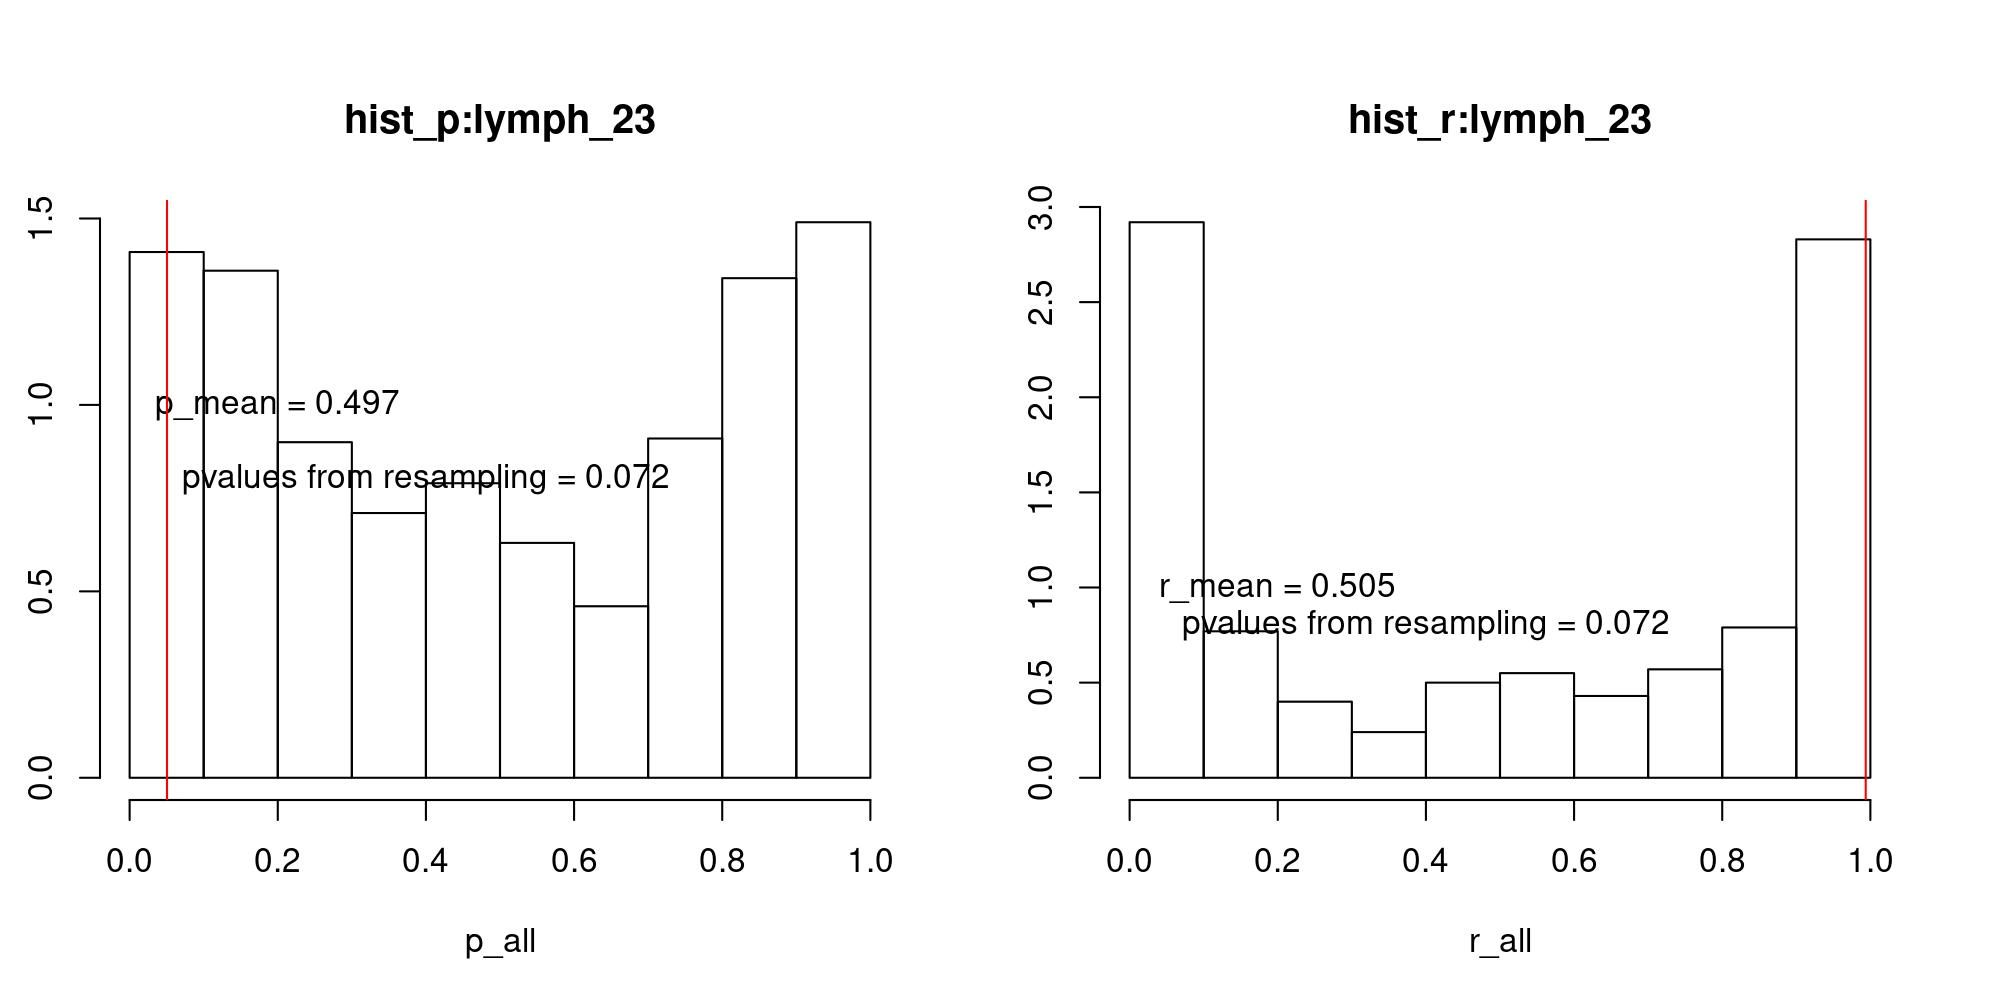 hist_p:lymph_23
1.5
1.0
0.5
0.0
p_mean = 0.497
pvalues from resampling = 0.072
0.0 0.2 0.4 0.6 0.8 1.0
p_all
hist_r:lymph_23
3.0
2.5
2.0
1.5
1.0
0.5
0.0
r_mean = 0.505
pvalues from resampling = 0.072
0.0 0.2 0.4 0.6 0.8 1.0
r_all